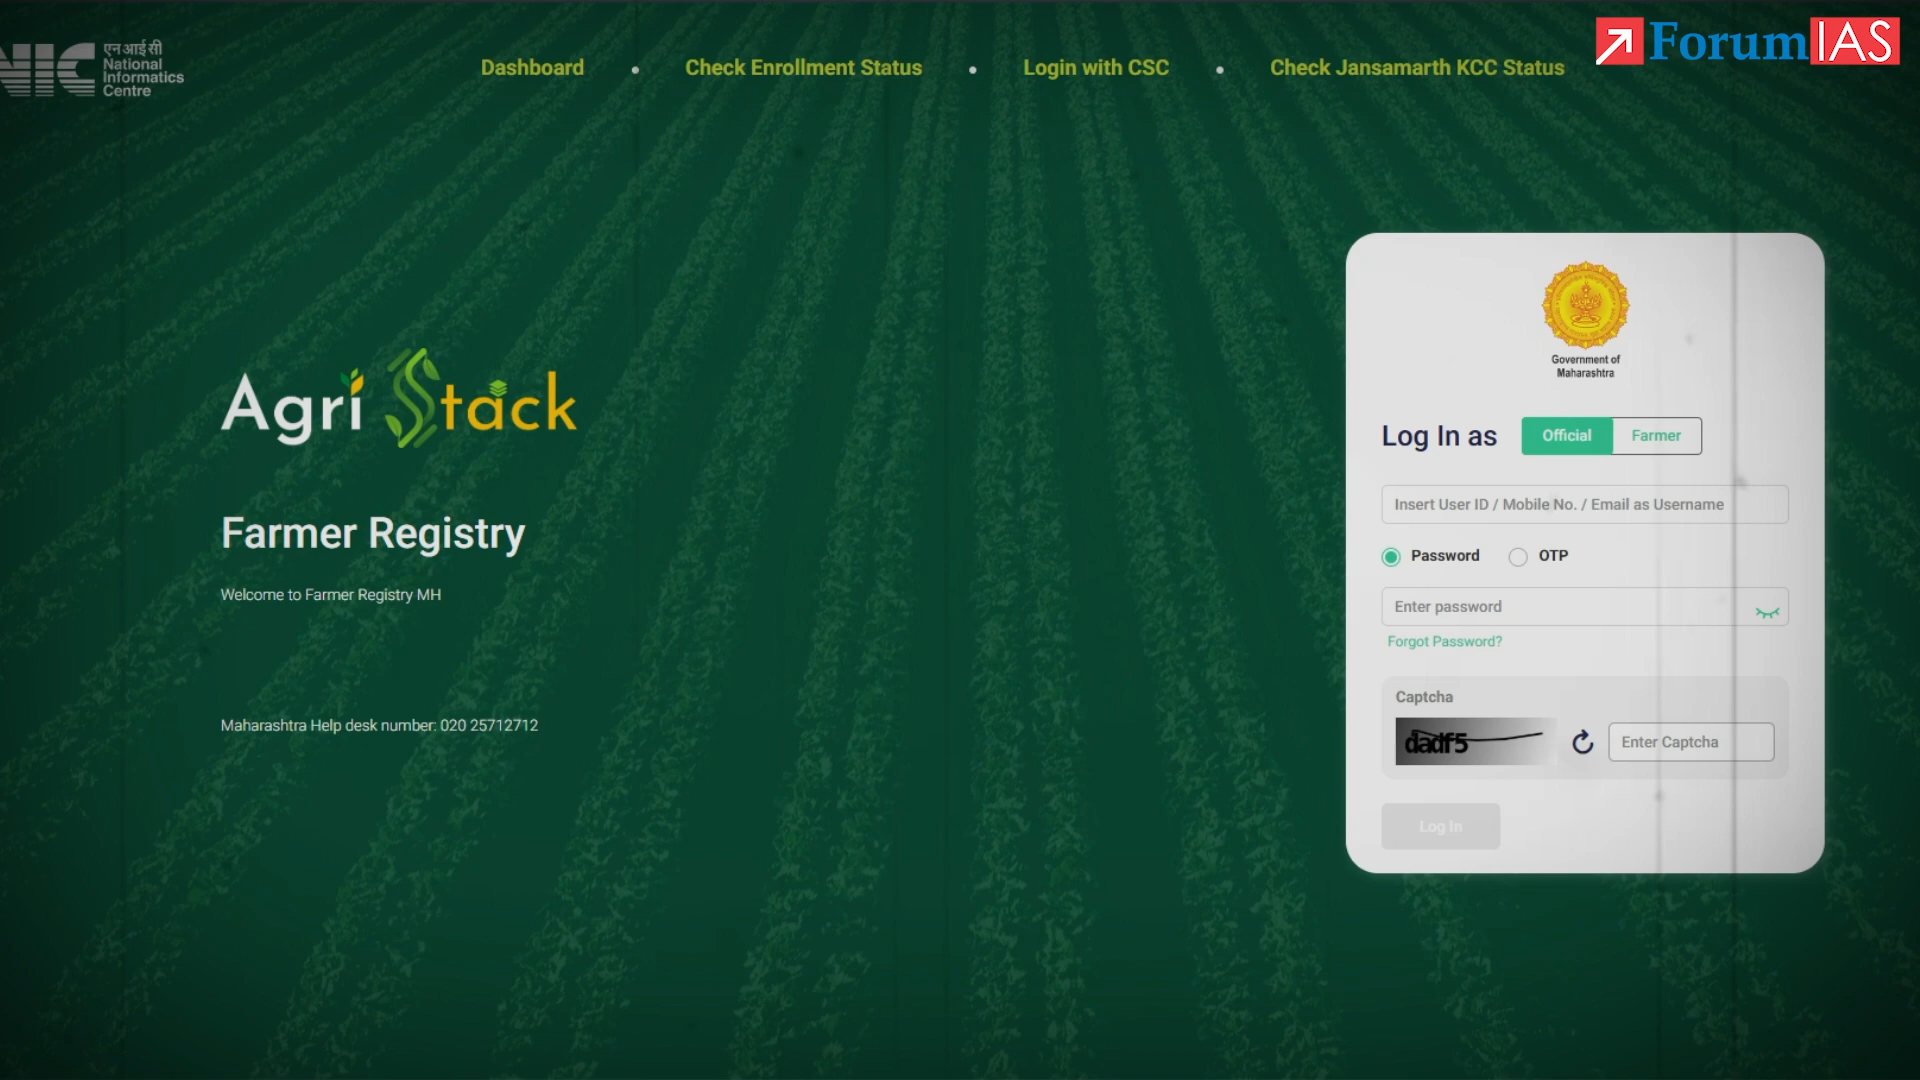 NIC
एन आई सी
National
Informatics
Centre
Dashboard • Check Enrollment Status • Login with CSC • Check Jansamarth KCC Status
ForumIAS
Government of
Maharashtra
Agri Stack
Log In as Official Farmer
Insert User ID / Mobile No. / Email as Username
Farmer Registry
Password OTP
Welcome to Farmer Registry MH
Enter password
Forgot Password?
Captcha
Maharashtra Help desk number: 020 25712712
dadf5
Enter Captcha
Log In